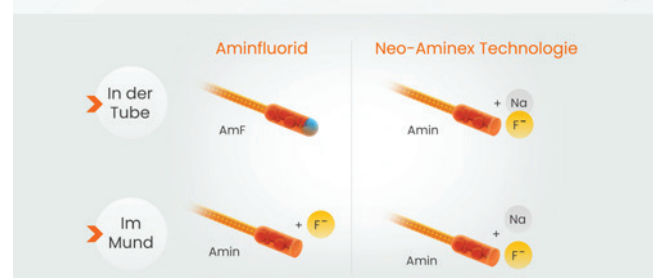 Aminfluorid
Neo-Aminex Technologie
In der
Tube
AmF
Amin
+ Na
F⁻
Im
Mund
Amin
+ F⁻
Amin
Na
+
F⁻